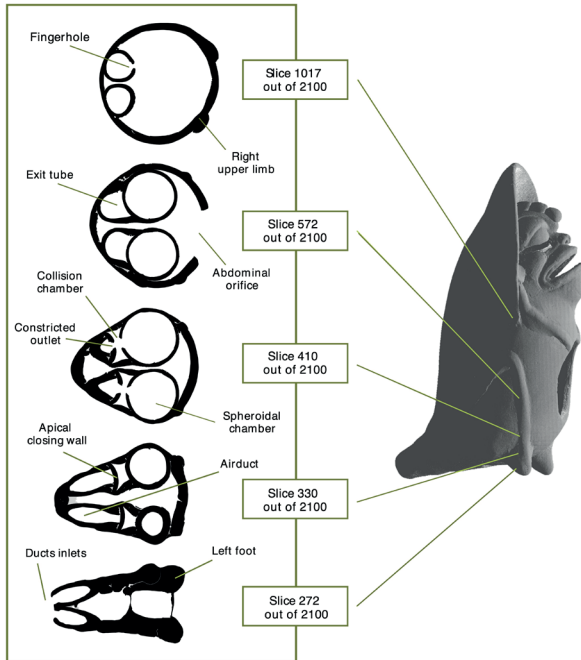 Fingerhole
Slice 1017
out of 2100
Right
upper limb
Exit tube
Slice 572
out of 2100
Abdominal
orifice
Collision
chamber
Constricted
outlet
Slice 410
out of 2100
Spheroidal
chamber
Apical
closing wall
Airduct
Slice 330
out of 2100
Ducts inlets
Left foot
Slice 272
out of 2100